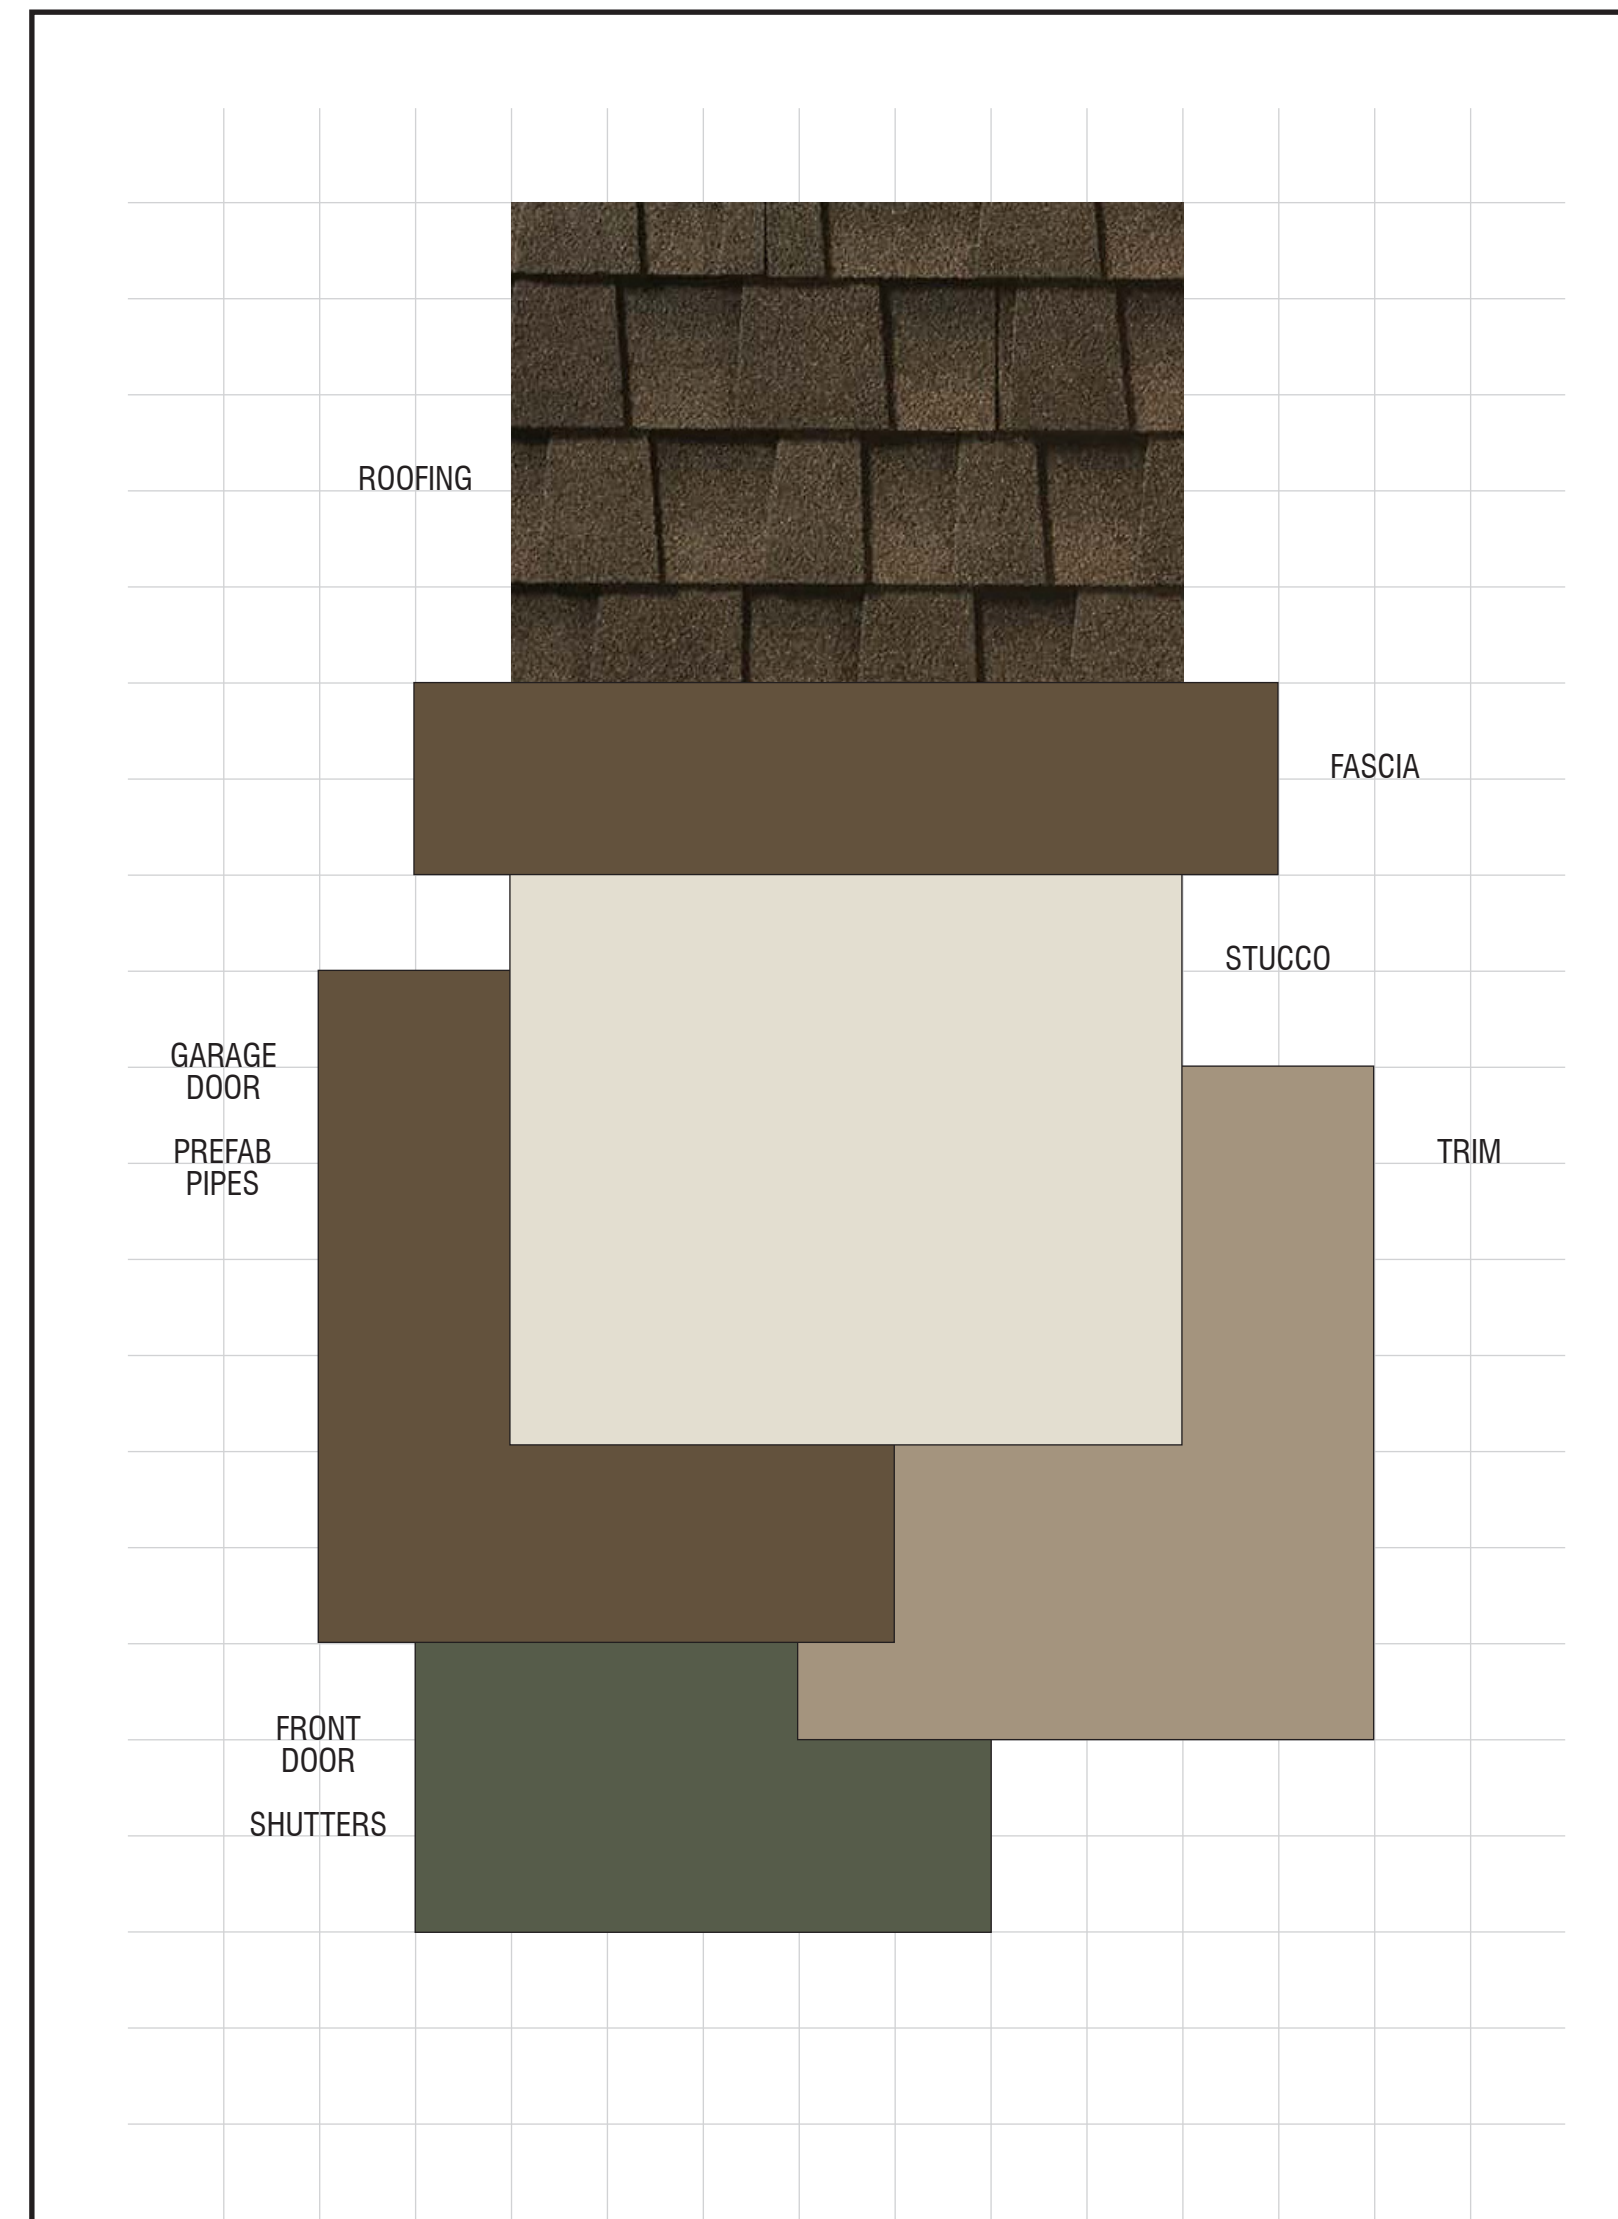 ROOFING
FASCIA
STUCCO
GARAGE
DOOR
PREFAB
PIPES
TRIM
FRONT
DOOR
SHUTTERS